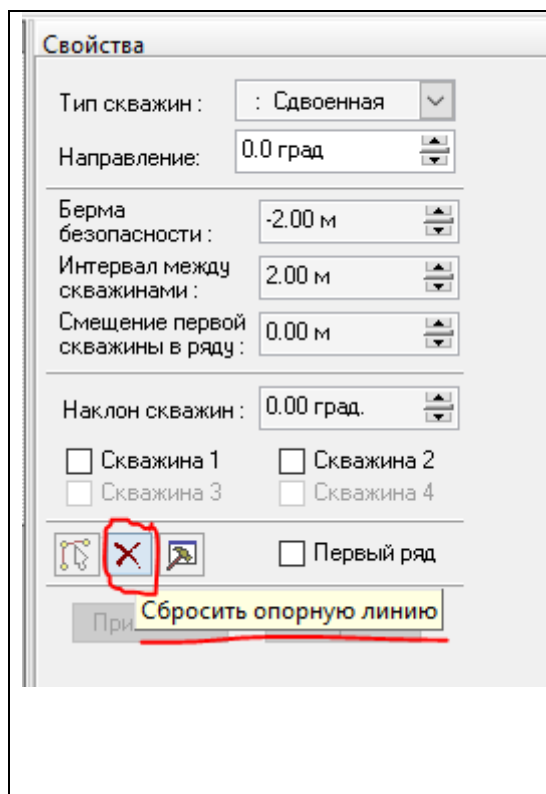 Свойства
Тип скважин :
: Сдвоенная
Направление:
0.0 град
Берма безопасности :
-2.00 м
Интервал между скважинами :
2.00 м
Смещение первой скважины в ряду :
0.00 м
Наклон скважин :
0.00 град.
Скважина 1
Скважина 2
Скважина 3
Скважина 4
Первый ряд
Сбросить опорную линию
При